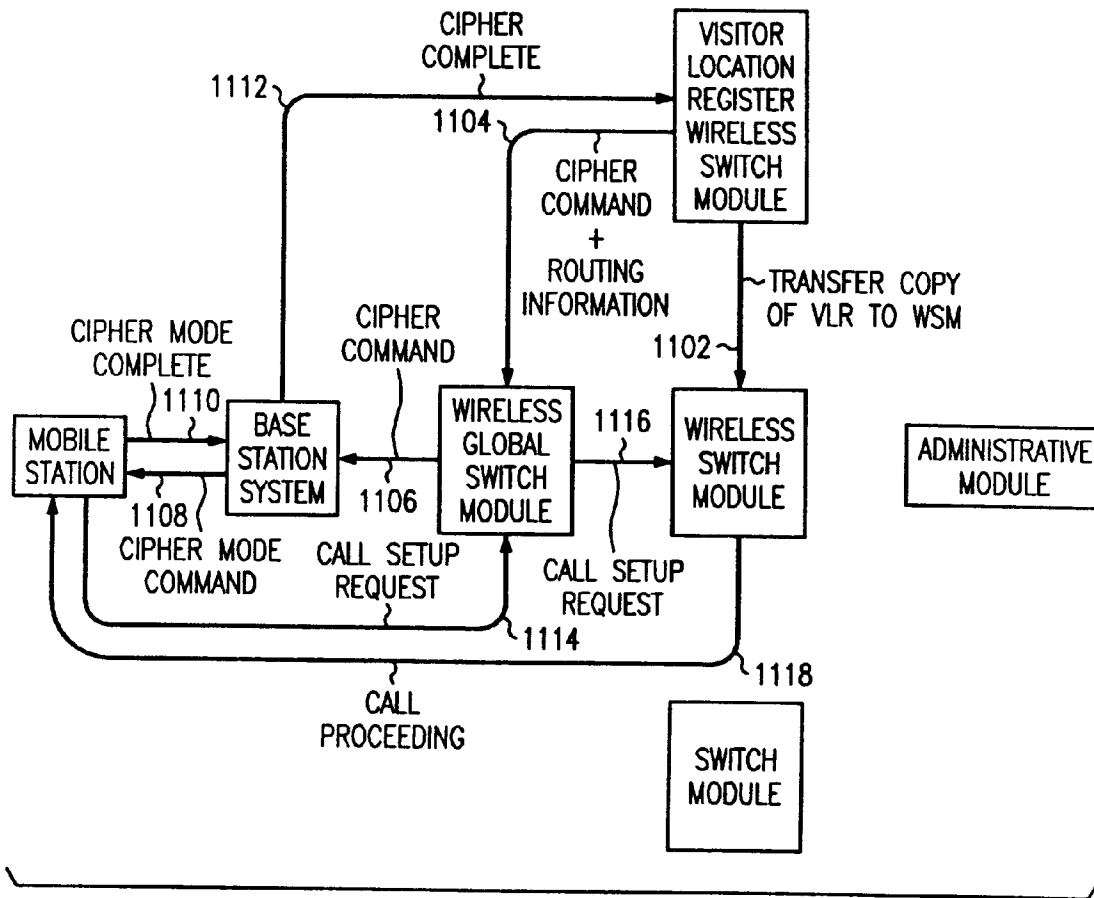 CIPHER
COMPLETE
1112
1104
VISITOR
LOCATION
REGISTER
WIRELESS
SWITCH
MODULE
CIPHER
COMMAND
+
ROUTING
INFORMATION
TRANSFER COPY
OF VLR TO WSM
1102
CIPHER
COMMAND
CIPHER MODE
COMPLETE
1110
MOBILE
STATION
BASE
STATION
SYSTEM
WIRELESS
GLOBAL
SWITCH
MODULE
1116
WIRELESS
SWITCH
MODULE
ADMINISTRATIVE
MODULE
1108
1106
CIPHER MODE
COMMAND
CALL SETUP
REQUEST
CALL SETUP
REQUEST
1114
1118
CALL
PROCEEDING
SWITCH
MODULE